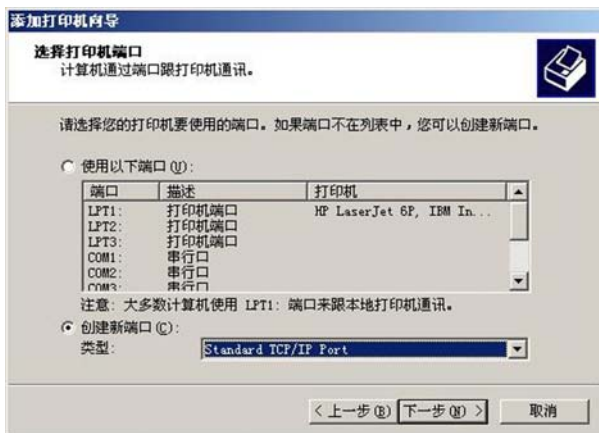 添加打印机向导
选择打印机端口
计算机通过端口跟打印机通讯。
请选择您的打印机要使用的端口。如果端口不在列表中，您可以创建新端口。
使用以下端口(U):
端口 描述 打印机
LPT1: 打印机端口 HP LaserJet 6P, IBM In...
LPT2: 打印机端口
LPT3: 打印机端口
COM1: 串行口
COM2: 串行口
COM3: 串行口
注意: 大多数计算机使用 LPT1: 端口来跟本地打印机通讯。
创建新端口(C):
类型: Standard TCP/IP Port
< 上一步(B) 下一步(N) > 取消